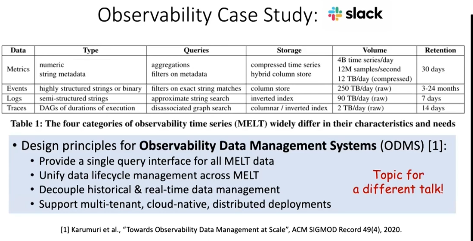 Observability Case Study: slack
Data Type Queries Storage Volume Retention
Metrics numeric string metadata aggregations filters on metadata compressed time series hybrid column store 4B time series/day 12M samples/second 12 TB/day (compressed) 30 days
Events highly structured strings or binary filters on exact string matches column store 250 TB/day (raw) 3-24 months
Logs semi-structured strings approximate string search inverted index 90 TB/day (raw) 7 days
Traces DAGs of durations of execution disassociated graph search columnar / inverted index 2 TB/day (raw) 14 days
Table 1: The four categories of observability time series (MELT) widely differ in their characteristics and needs
• Design principles for Observability Data Management Systems (ODMS) [1]:
• Provide a single query interface for all MELT data
• Unify data lifecycle management across MELT
• Decouple historical & real-time data management
• Support multi-tenant, cloud-native, distributed deployments
Topic for
a different talk!
[1] Karumuri et al., "Towards Observability Data Management at Scale", ACM SIGMOD Record 49(4), 2020.